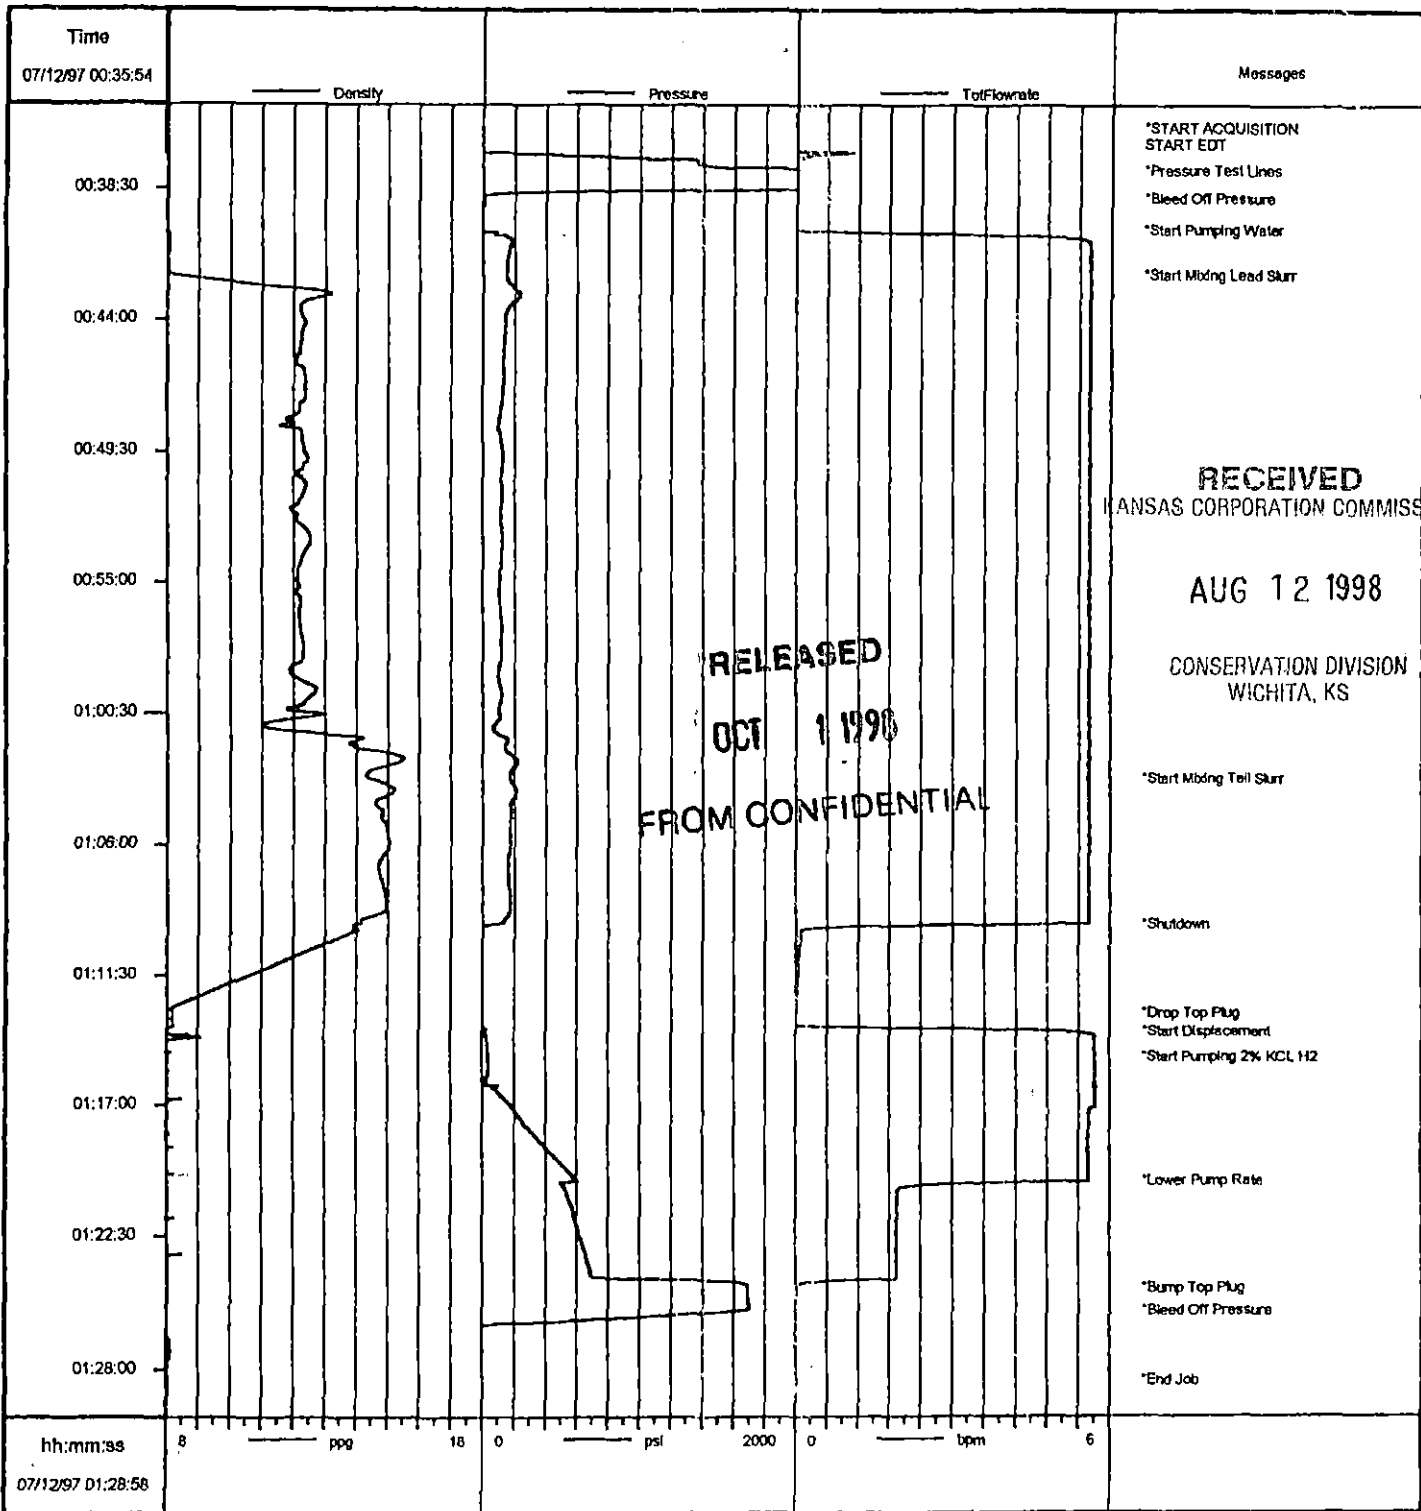 Time
07/12/97 00:35:54
Density
Pressure
TotFlowrate
Messages
*START ACQUISITION
START EDT
*Pressure Test Lines
*Bleed Off Pressure
*Start Pumping Water
*Start Mixing Lead Slurr
*Start Mixing Tail Slurr
*Shutdown
*Drop Top Plug
*Start Displacement
*Start Pumping 2% KCL H2
*Lower Pump Rate
*Bump Top Plug
*Bleed Off Pressure
*End Job
00:38:30
00:44:00
00:49:30
00:55:00
01:00:30
01:06:00
01:11:30
01:17:00
01:22:30
01:28:00
RECEIVED
KANSAS CORPORATION COMMISS
AUG 12 1998
CONSERVATION DIVISION
WICHITA, KS
RELEASED
OCT 1 1998
FROM CONFIDENTIAL
hh:mm:ss
07/12/97 01:28:58
8 ppg 18
0 psi 2000
0 bpm 6